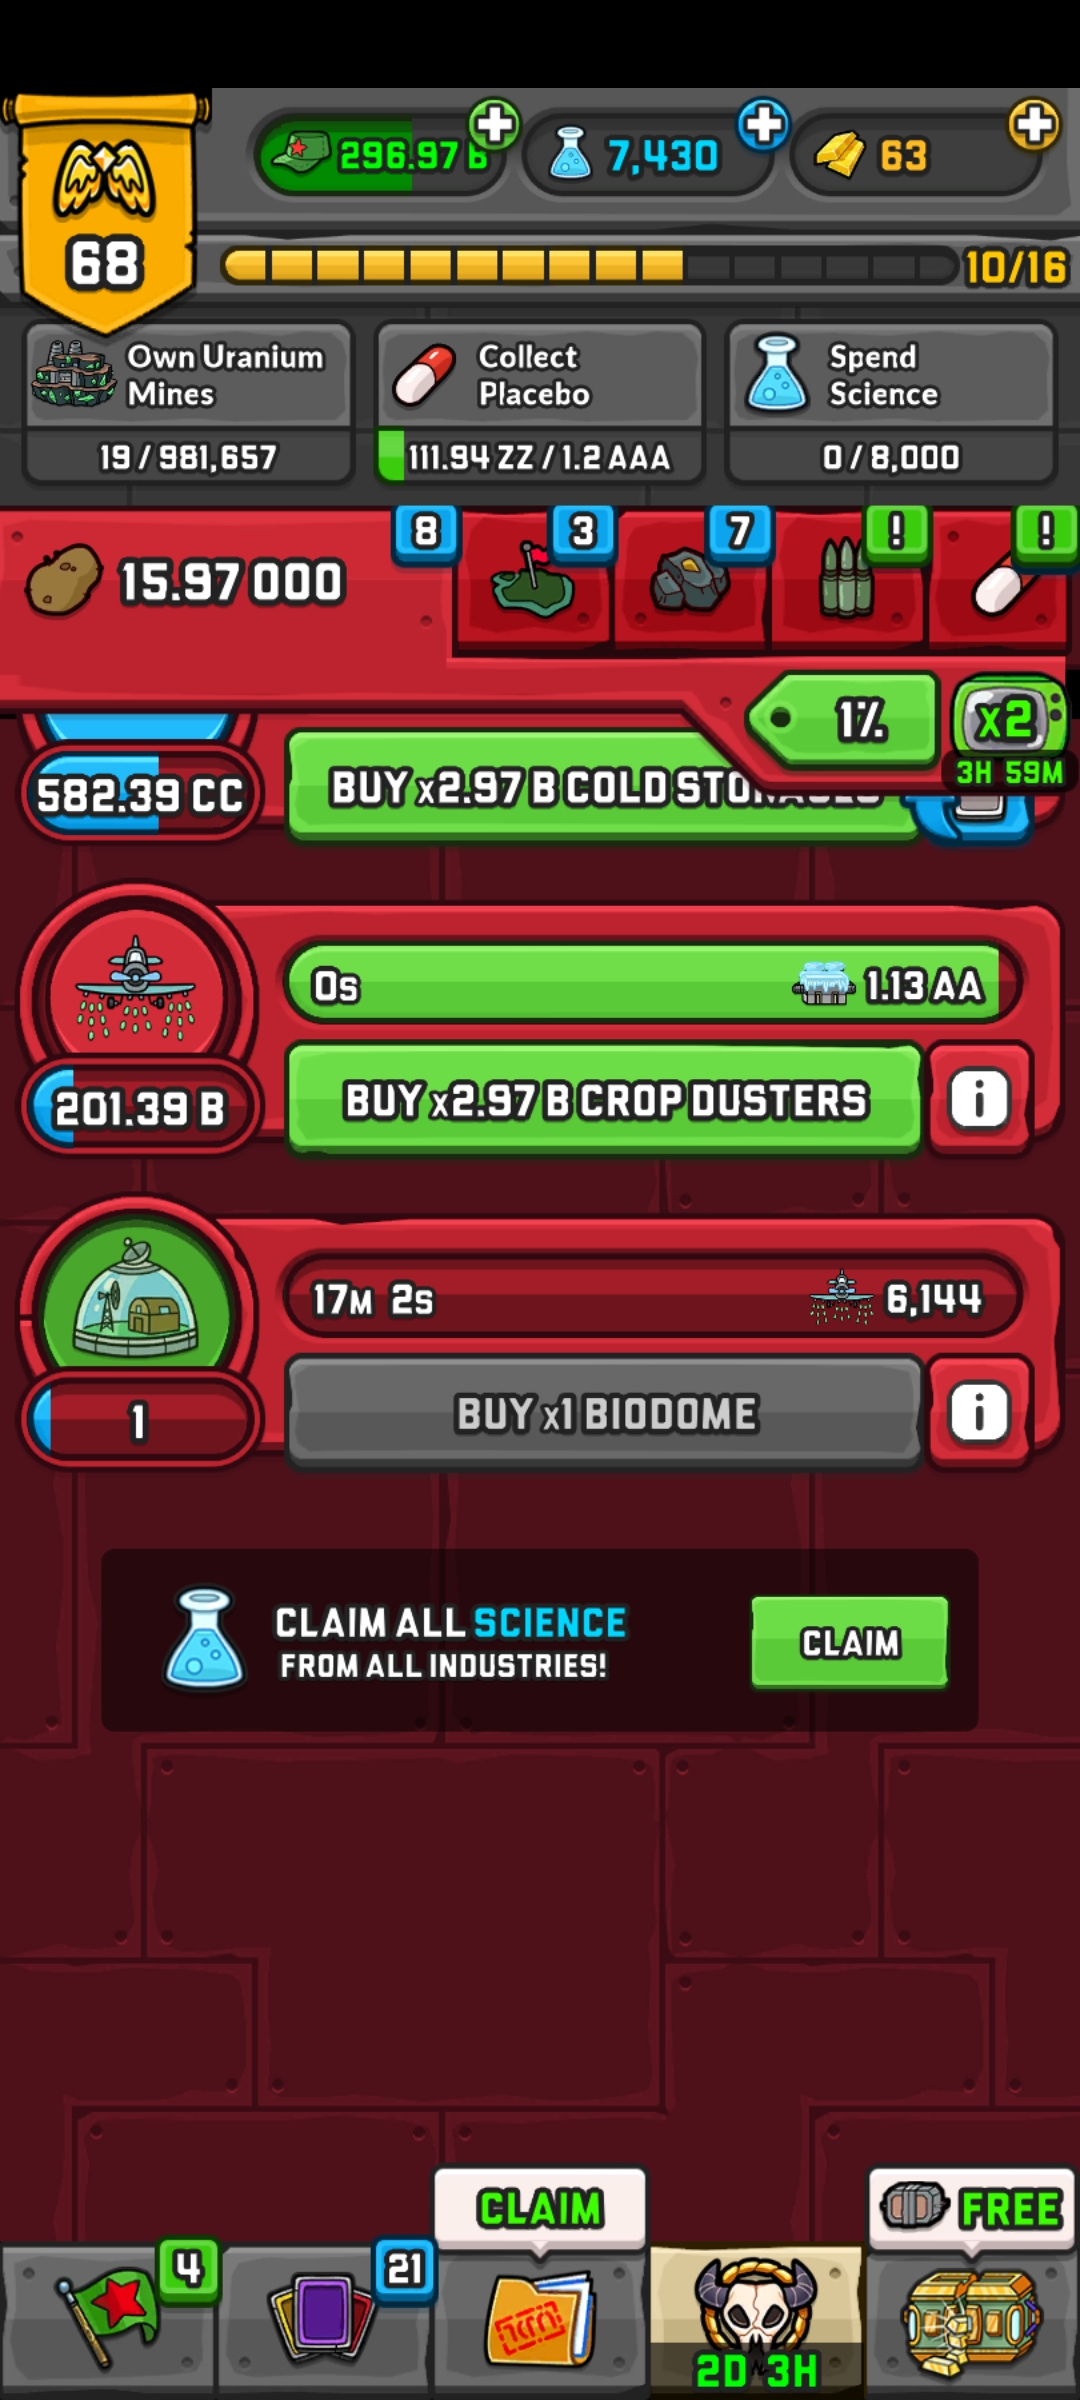 296.97 B
7,430
63
68
10/16
Own Uranium
Mines
19 / 981,657
Collect
Placebo
111.94 ZZ / 1.2 AAA
Spend
Science
0 / 8,000
15.97 OOO
8
3
7
!
!
1%
x2
3H 59M
582.39 CC
BUY x2.97 B COLD STORAGES
0s
1.13 AA
201.39 B
BUY x2.97 B CROP DUSTERS
i
17M 2s
6,144
1
BUY x1 BIODOME
i
CLAIM ALL SCIENCE
FROM ALL INDUSTRIES!
CLAIM
CLAIM
FREE
4
21
2D 3H